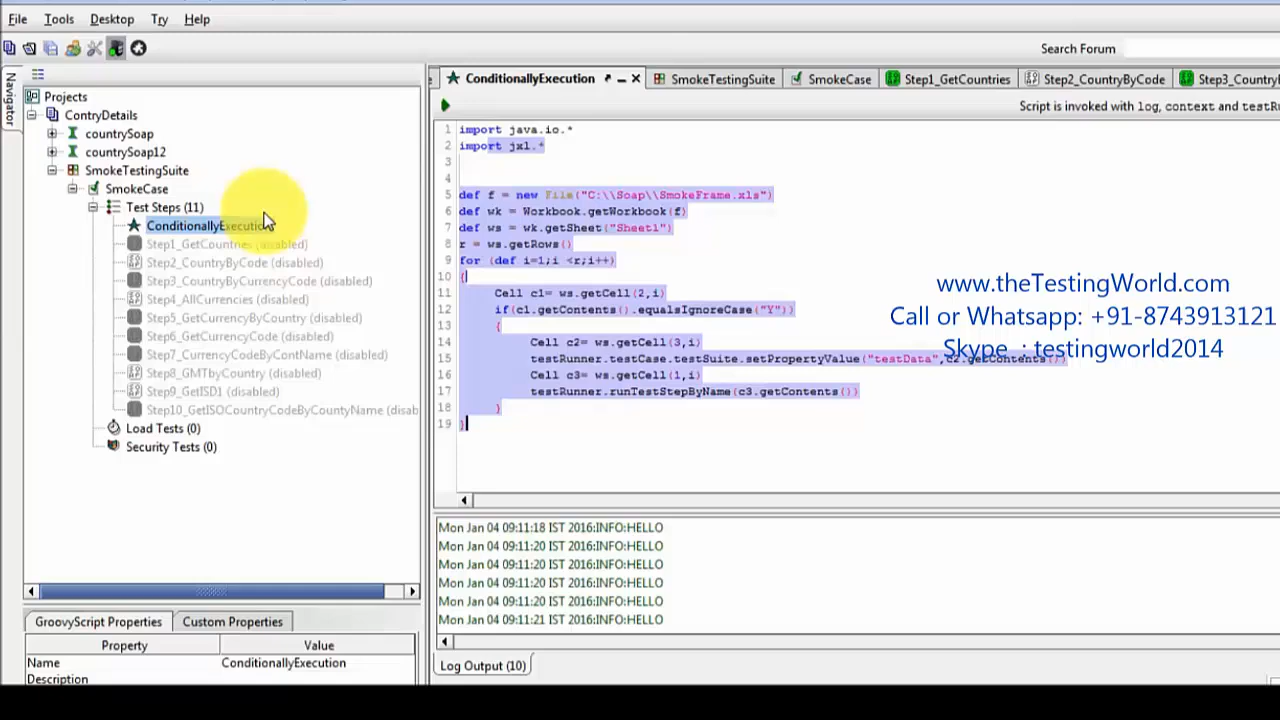 File Tools Desktop Try Help
Search Forum
Navigator
Projects
ContryDetails
countrySoap
countrySoap12
SmokeTestingSuite
SmokeCase
Test Steps (11)
ConditionallyExecution
Step1_GetCountries (disabled)
Step2_CountryByCode (disabled)
Step3_CountryByCurrencyCode (disabled)
Step4_AllCurrencies (disabled)
Step5_GetCurrencyByCountry (disabled)
Step6_GetCurrencyCode (disabled)
Step7_CurrencyCodeByContName (disabled)
Step8_GMTbyCountry (disabled)
Step9_GetISD1 (disabled)
Step10_GetISOCountryCodeByCountyName (disab
Load Tests (0)
Security Tests (0)
GroovyScript Properties Custom Properties
Property Value
Name ConditionallyExecution
Description
ConditionallyExecution SmokeTestingSuite SmokeCase Step1_GetCountries Step2_CountryByCode Step3_Country
Script is invoked with log, context and testR
1 import java.io.*
2 import jxl.*
3
4
5 def f = new File("C:\\Soap\\SmokeFrame.xls")
6 def wk = Workbook.getWorkbook(f)
7 def ws = wk.getSheet("Sheet1")
8 r = ws.getRows()
9 for (def i=1;i <r;i++)
10 {
11 Cell c1= ws.getCell(2,i)
12 if(c1.getContents().equalsIgnoreCase("Y"))
13 {
14 Cell c2= ws.getCell(3,i)
15 testRunner.testCase.testSuite.setPropertyValue("testData",c2.getContents())
16 Cell c3= ws.getCell(1,i)
17 testRunner.runTestStepByName(c3.getContents())
18 }
19 }
www.theTestingWorld.com
Call or Whatsapp: +91-8743913121
Skype : testingworld2014
Mon Jan 04 09:11:18 IST 2016:INFO:HELLO
Mon Jan 04 09:11:20 IST 2016:INFO:HELLO
Mon Jan 04 09:11:20 IST 2016:INFO:HELLO
Mon Jan 04 09:11:20 IST 2016:INFO:HELLO
Mon Jan 04 09:11:20 IST 2016:INFO:HELLO
Mon Jan 04 09:11:21 IST 2016:INFO:HELLO
Log Output (10)